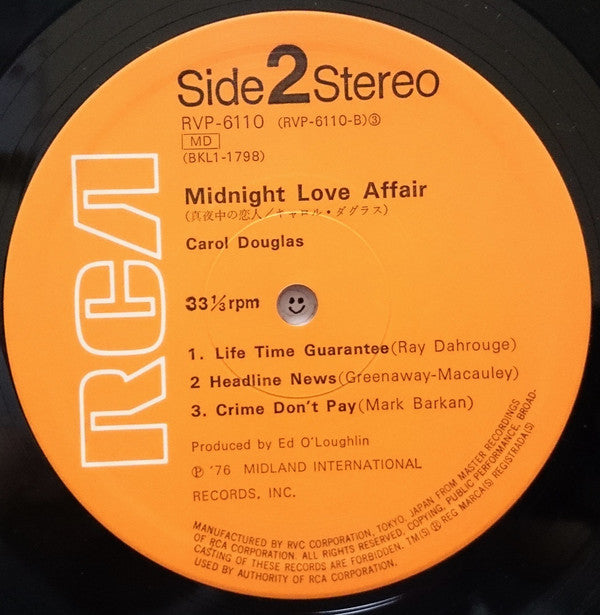 Side 2 Stereo
RVP-6110 (RVP-6110-B)③
MD
(BKL1-1798)
Midnight Love Affair
(真夜中の恋人/キャロル・ダグラス)
Carol Douglas
33 1/3 rpm
1. Life Time Guarantee(Ray Dahrouge)
2 Headline News(Greenaway-Macauley)
3. Crime Don't Pay(Mark Barkan)
Produced by Ed O'Loughlin
Ⓟ '76 MIDLAND INTERNATIONAL
RECORDS, INC.
RCA
MANUFACTURED BY RVC CORPORATION, TOKYO, JAPAN FROM MASTER RECORDINGS
OF RCA CORPORATION. ALL RIGHTS RESERVED, COPYING, PUBLIC PERFORMANCE, BROAD-
CASTING OF THESE RECORDS ARE FORBIDDEN. TM(S) ® REG MARCA(S) REGISTRADA(S)
USED BY AUTHORITY OF RCA CORPORATION.